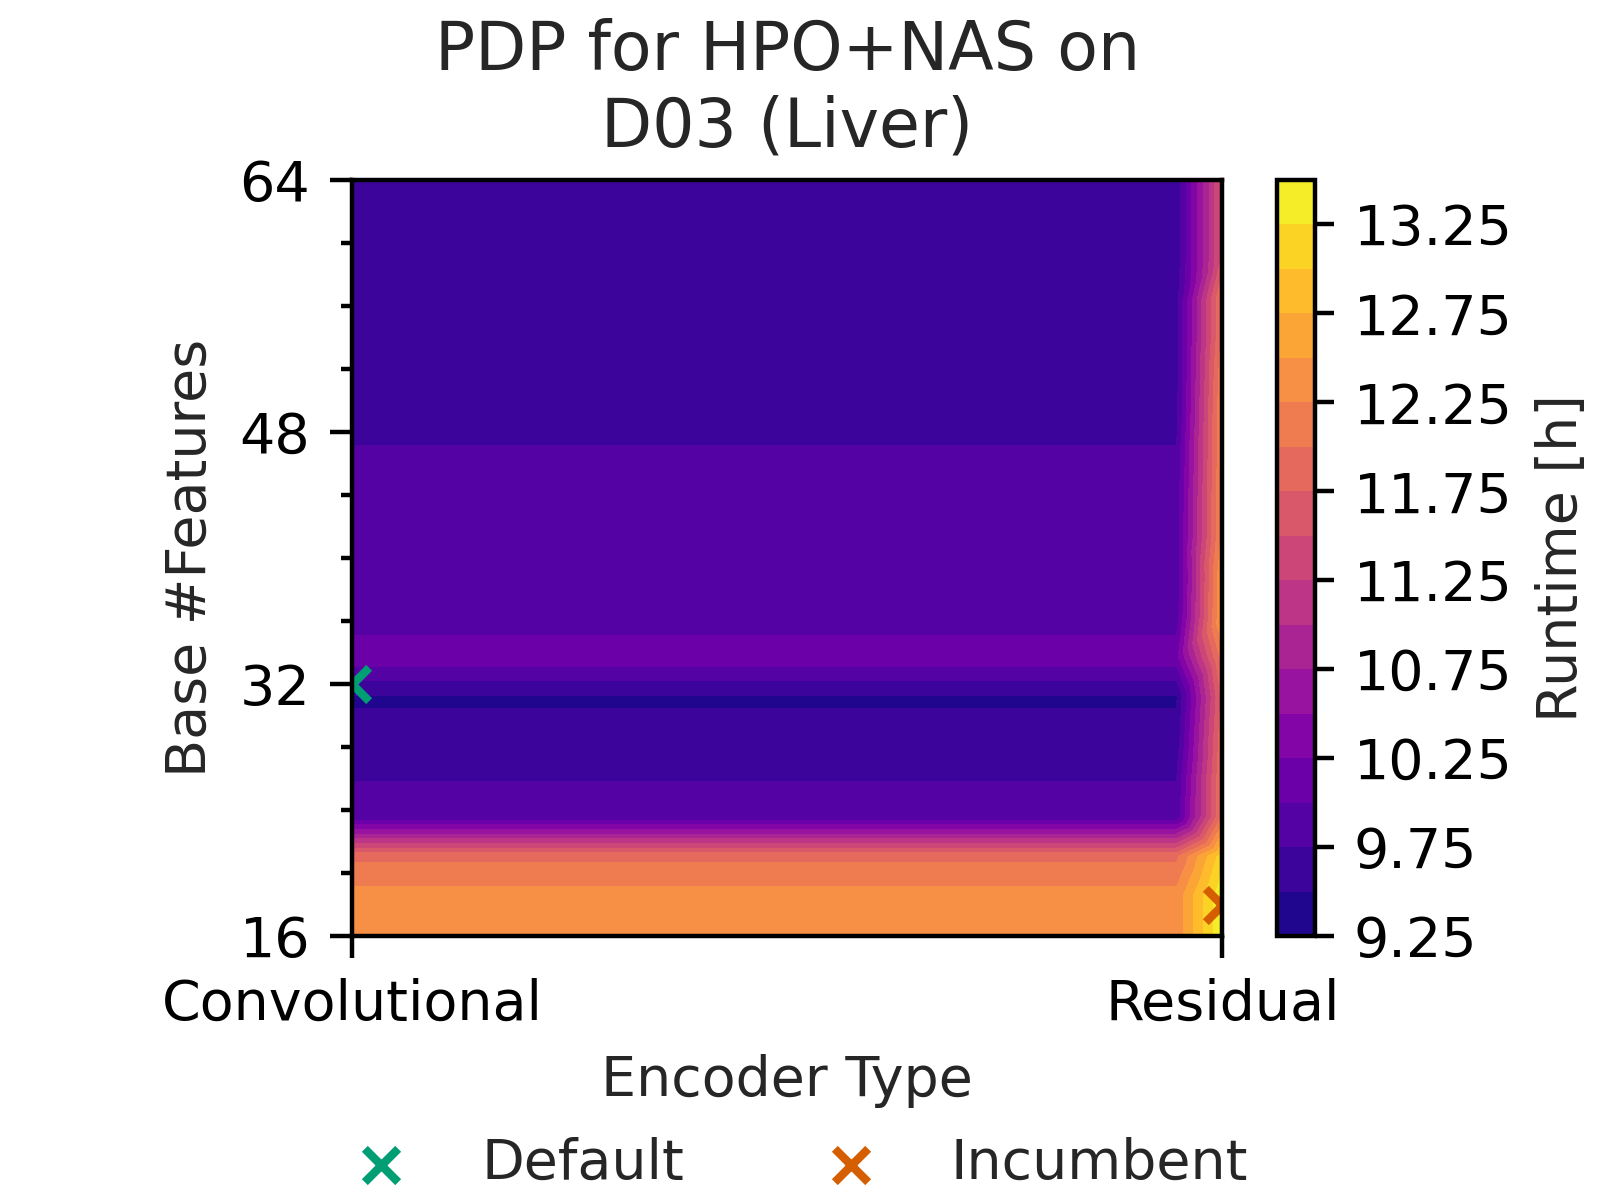 PDP for HPO+NAS on
D03 (Liver)
Base #Features
64
48
32
16
Convolutional
Residual
Encoder Type
13.25
12.75
12.25
11.75
11.25
10.75
10.25
9.75
9.25
Runtime [h]
Default
Incumbent